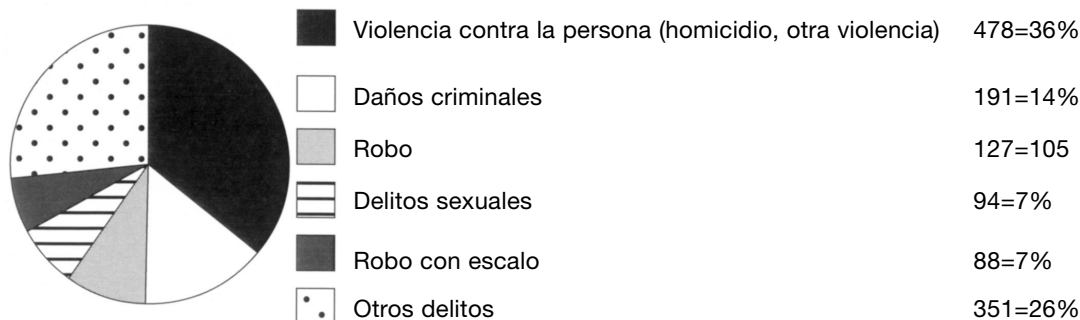 Violencia contra la persona (homicidio, otra violencia) 478=36%
Daños criminales 191=14%
Robo 127=105
Delitos sexuales 94=7%
Robo con escalo 88=7%
Otros delitos 351=26%